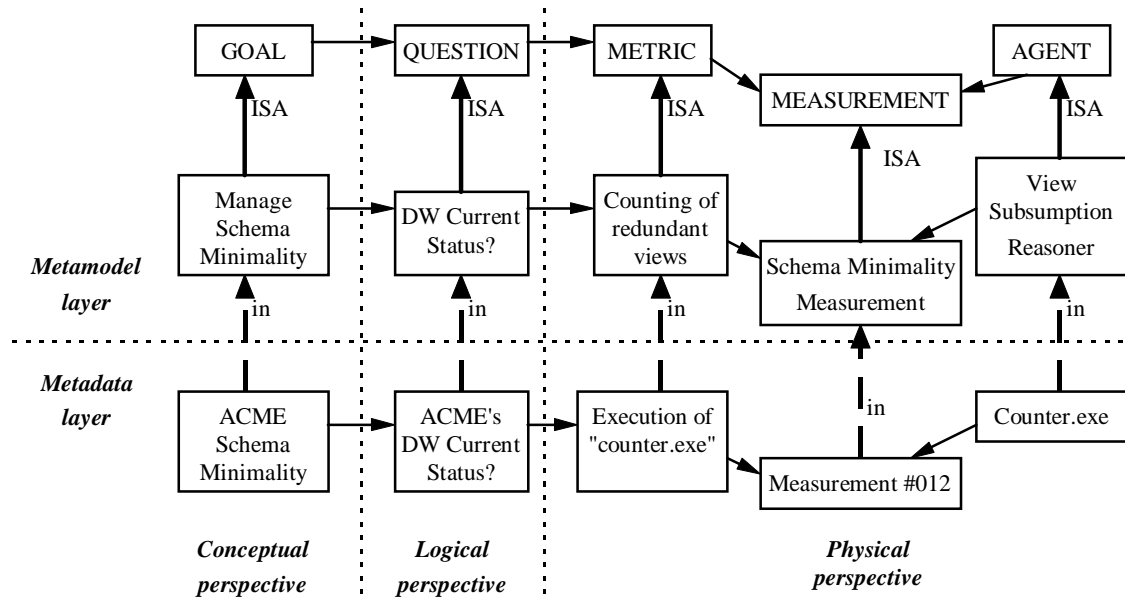 GOAL
QUESTION
METRIC
AGENT
MEASUREMENT
ISA
ISA
ISA
ISA
ISA
Manage
Schema
Minimality
DW Current
Status?
Counting of
redundant
views
View
Subsumption
Reasoner
Schema Minimality
Measurement
Metamodel
layer
in
in
in
in
Metadata
layer
in
ACME
Schema
Minimality
ACME's
DW Current
Status?
Execution of
"counter.exe"
Counter.exe
Measurement #012
Conceptual
perspective
Logical
perspective
Physical
perspective